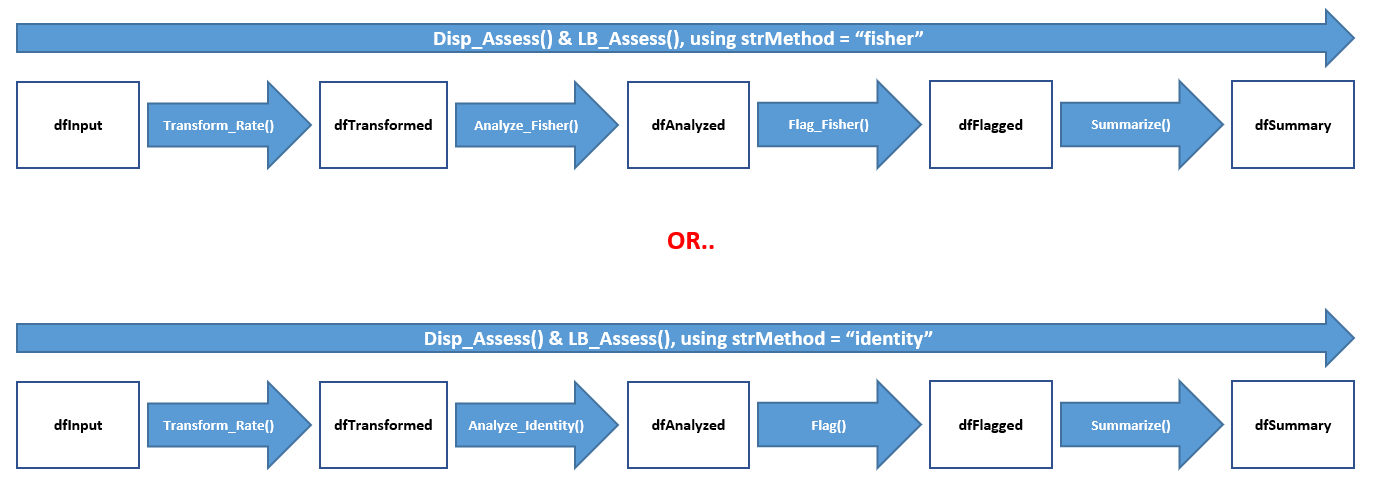 Disp_Assess() & LB_Assess(), using strMethod = “fisher”
dfInput Transform_Rate() dfTransformed Analyze_Fisher() dfAnalyzed Flag_Fisher() dfFlagged Summarize() dfSummary
OR..
Disp_Assess() & LB_Assess(), using strMethod = “identity”
dfInput Transform_Rate() dfTransformed Analyze_Identity() dfAnalyzed Flag() dfFlagged Summarize() dfSummary